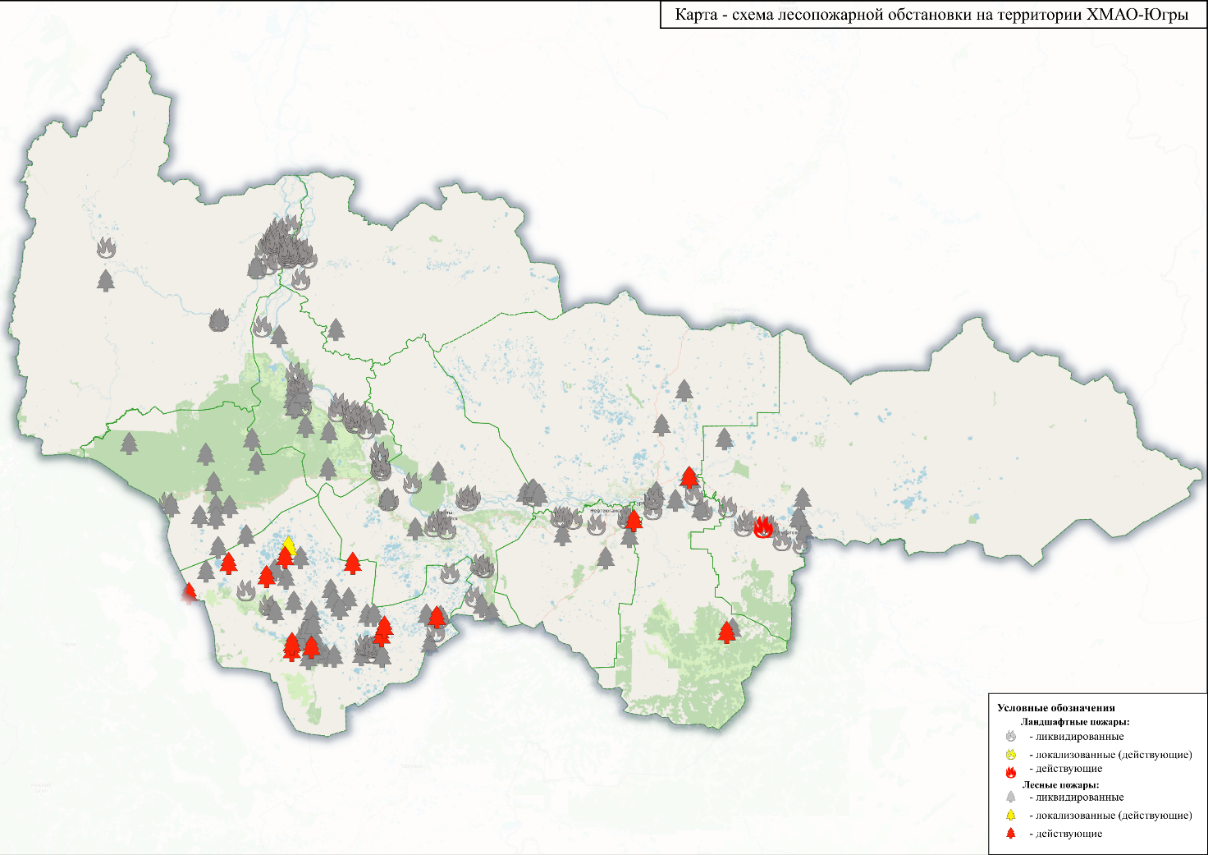 Карта - схема лесопожарной обстановки на территории ХМАО-Югры
Условные обозначения
Ландшафтные пожары:
- ликвидированные
- локализованные (действующие)
- действующие
Лесные пожары:
- ликвидированные
- локализованные (действующие)
- действующие